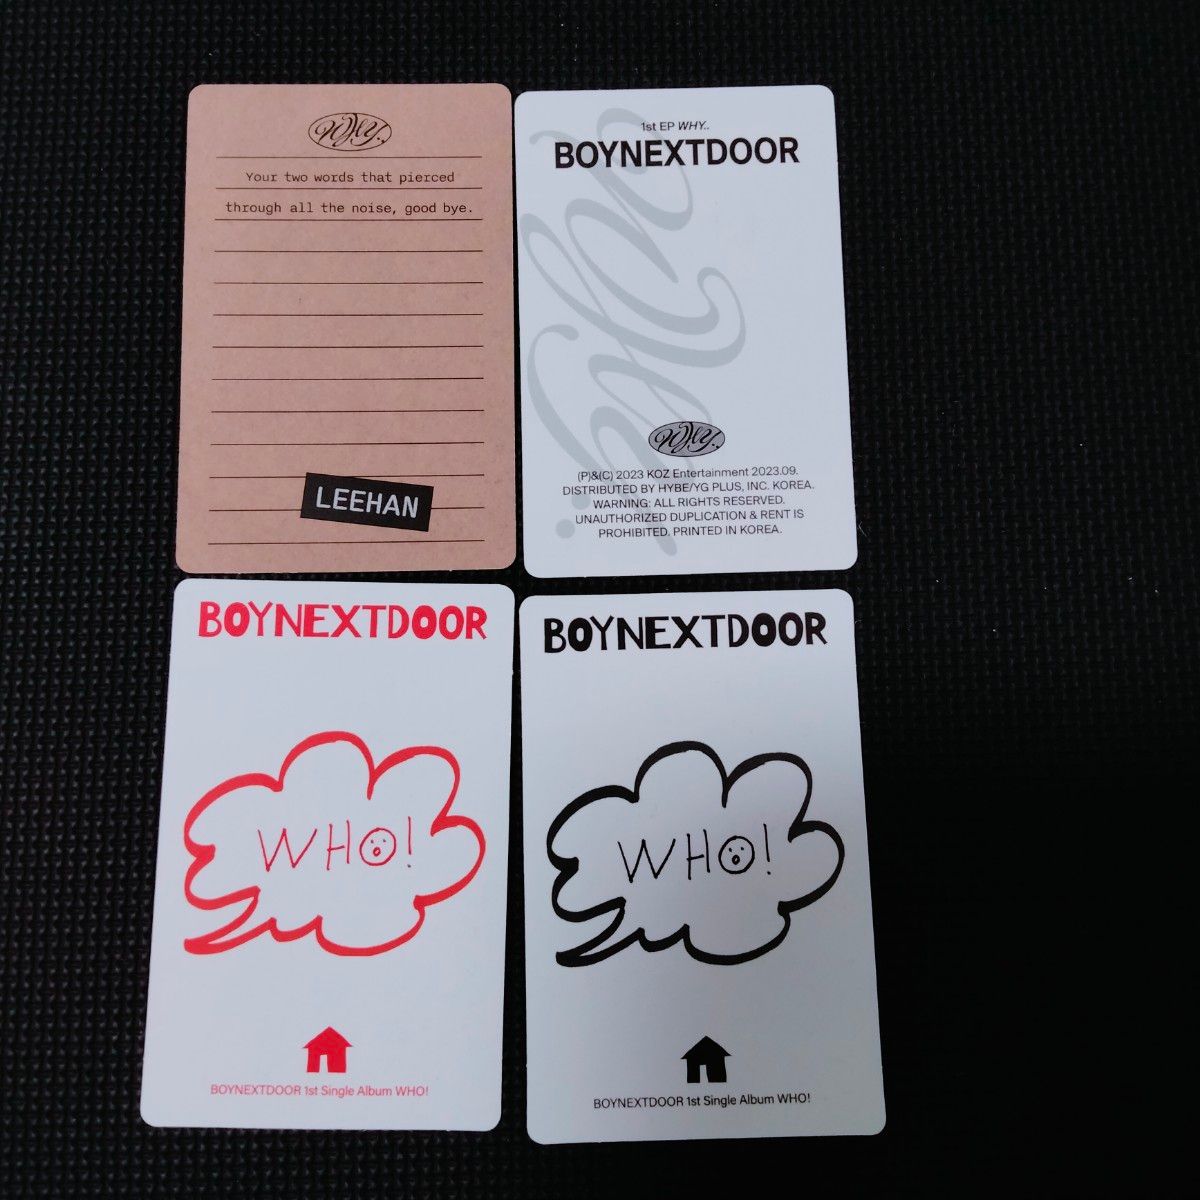 Why..
Your two words that pierced
through all the noise, good bye.
LEEHAN
1st EP WHY..
BOYNEXTDOOR
Why..
Why..
(P)&(C) 2023 KOZ Entertainment 2023.09.
DISTRIBUTED BY HYBE/YG PLUS, INC. KOREA.
WARNING: ALL RIGHTS RESERVED.
UNAUTHORIZED DUPLICATION & RENT IS
PROHIBITED. PRINTED IN KOREA.
BOYNEXTDOOR
WHO!
BOYNEXTDOOR 1st Single Album WHO!
BOYNEXTDOOR
WHO!
BOYNEXTDOOR 1st Single Album WHO!